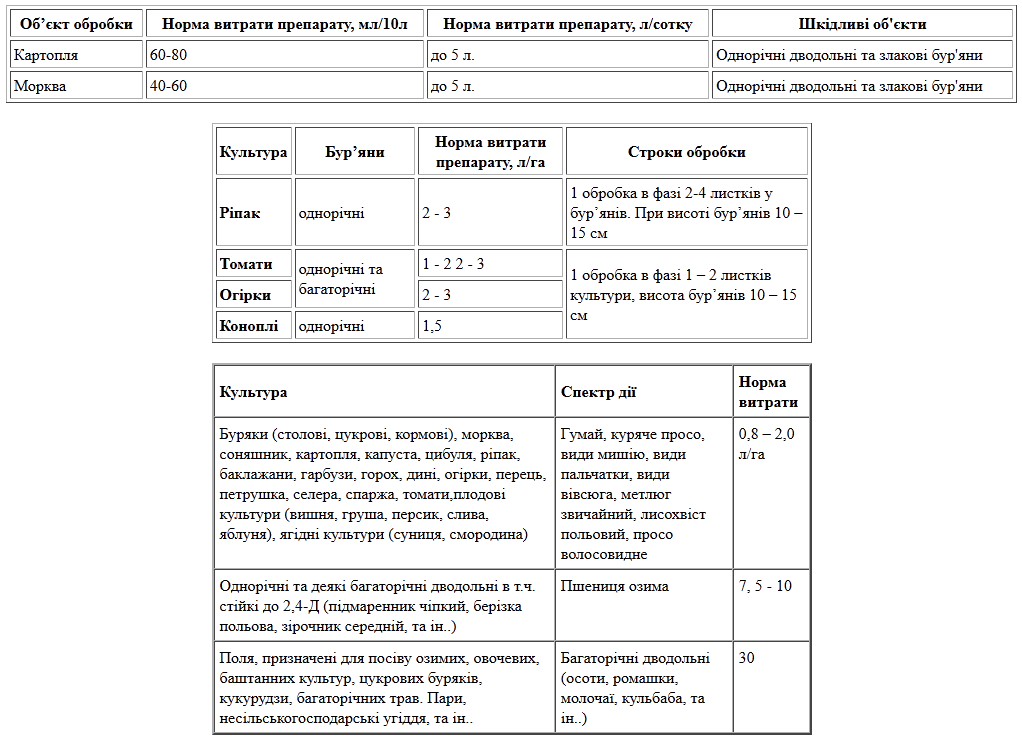 Об’єкт обробки Норма витрати препарату, мл/10л Норма витрати препарату, л/сотку Шкідливі об'єкти
Картопля 60-80 до 5 л. Однорічні дводольні та злакові бур'яни
Морква 40-60 до 5 л. Однорічні дводольні та злакові бур'яни
Культура Бур’яни Норма витрати препарату, л/га Строки обробки
Ріпак однорічні 2 - 3
1 обробка в фазі 2-4 листків у
бур’янів. При висоті бур’янів 10 –
15 см
Томати
однорічні та
багаторічні
1 - 2 2 - 3
1 обробка в фазі 1 – 2 листків
культури, висота бур’янів 10 – 15
см
Огірки 2 - 3
Коноплі однорічні 1,5
Культура Спектр дії
Норма
витрати
Буряки (столові, цукрові, кормові), морква,
соняшник, картопля, капуста, цибуля, ріпак,
баклажани, гарбузи, горох, дині, огірки, перець,
петрушка, селера, спаржа, томати,плодові
культури (вишня, груша, персик, слива,
яблуня), ягідні культури (суниця, смородина)
Гумай, куряче просо,
види мишію, види
пальчатки, види
вівсюга, метлюг
звичайний, лисохвіст
польовий, просо
волосовидне
0,8 – 2,0
л/га
Однорічні та деякі багаторічні дводольні в т.ч.
стійкі до 2,4-Д (підмаренник чіпкий, берізка
польова, зірочник середній, та ін..)
Пшениця озима
7, 5 - 10
Поля, призначені для посіву озимих, овочевих,
баштанних культур, цукрових буряків,
кукурудзи, багаторічних трав. Пари,
несільськогосподарські угіддя, та ін..
Багаторічні дводольні
(осоти, ромашки,
молочаї, кульбаба, та
ін..)
30